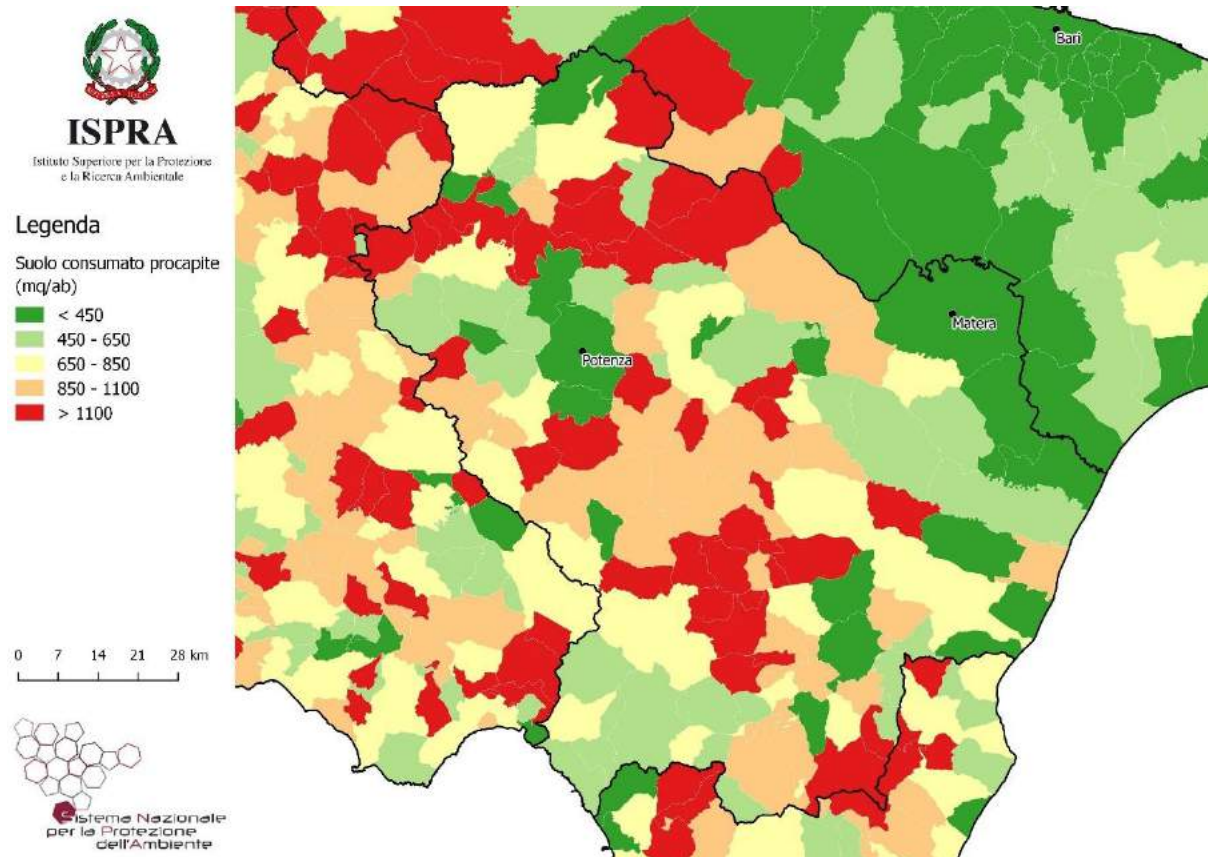 ISPRA
Istituto Superiore per la Protezione
e la Ricerca Ambientale
Legenda
Suolo consumato procapite
(mq/ab)
< 450
450 - 650
650 - 850
850 - 1100
> 1100
0 7 14 21 28 km
Sistema Nazionale
per la Protezione
dell'Ambiente
Bari
Matera
Potenza